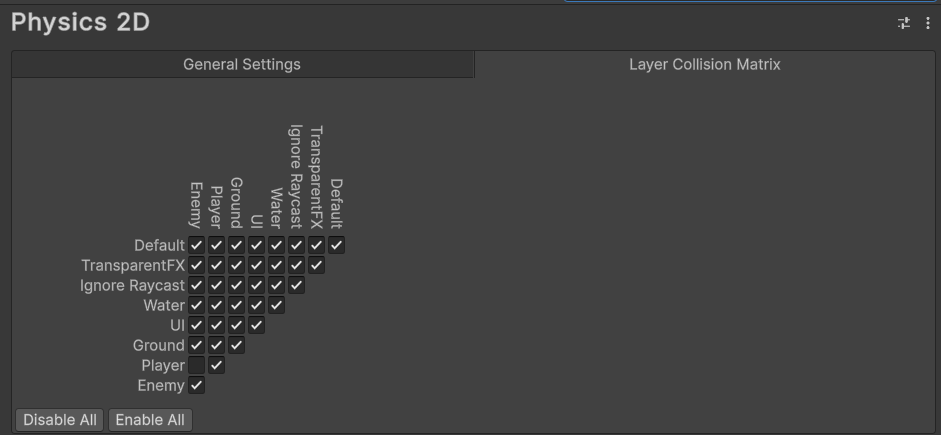 Physics 2D
General Settings
Layer Collision Matrix
Enemy
Player
Ground
UI
Water
Ignore Raycast
TransparentFX
Default
Default
TransparentFX
Ignore Raycast
Water
UI
Ground
Player
Enemy
Disable All
Enable All